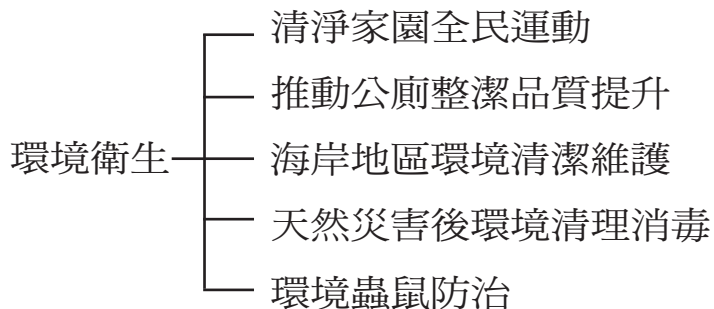 清淨家園全民運動
推動公廁整潔品質提升
環境衛生
海岸地區環境清潔維護
天然災害後環境清理消毒
環境蟲鼠防治